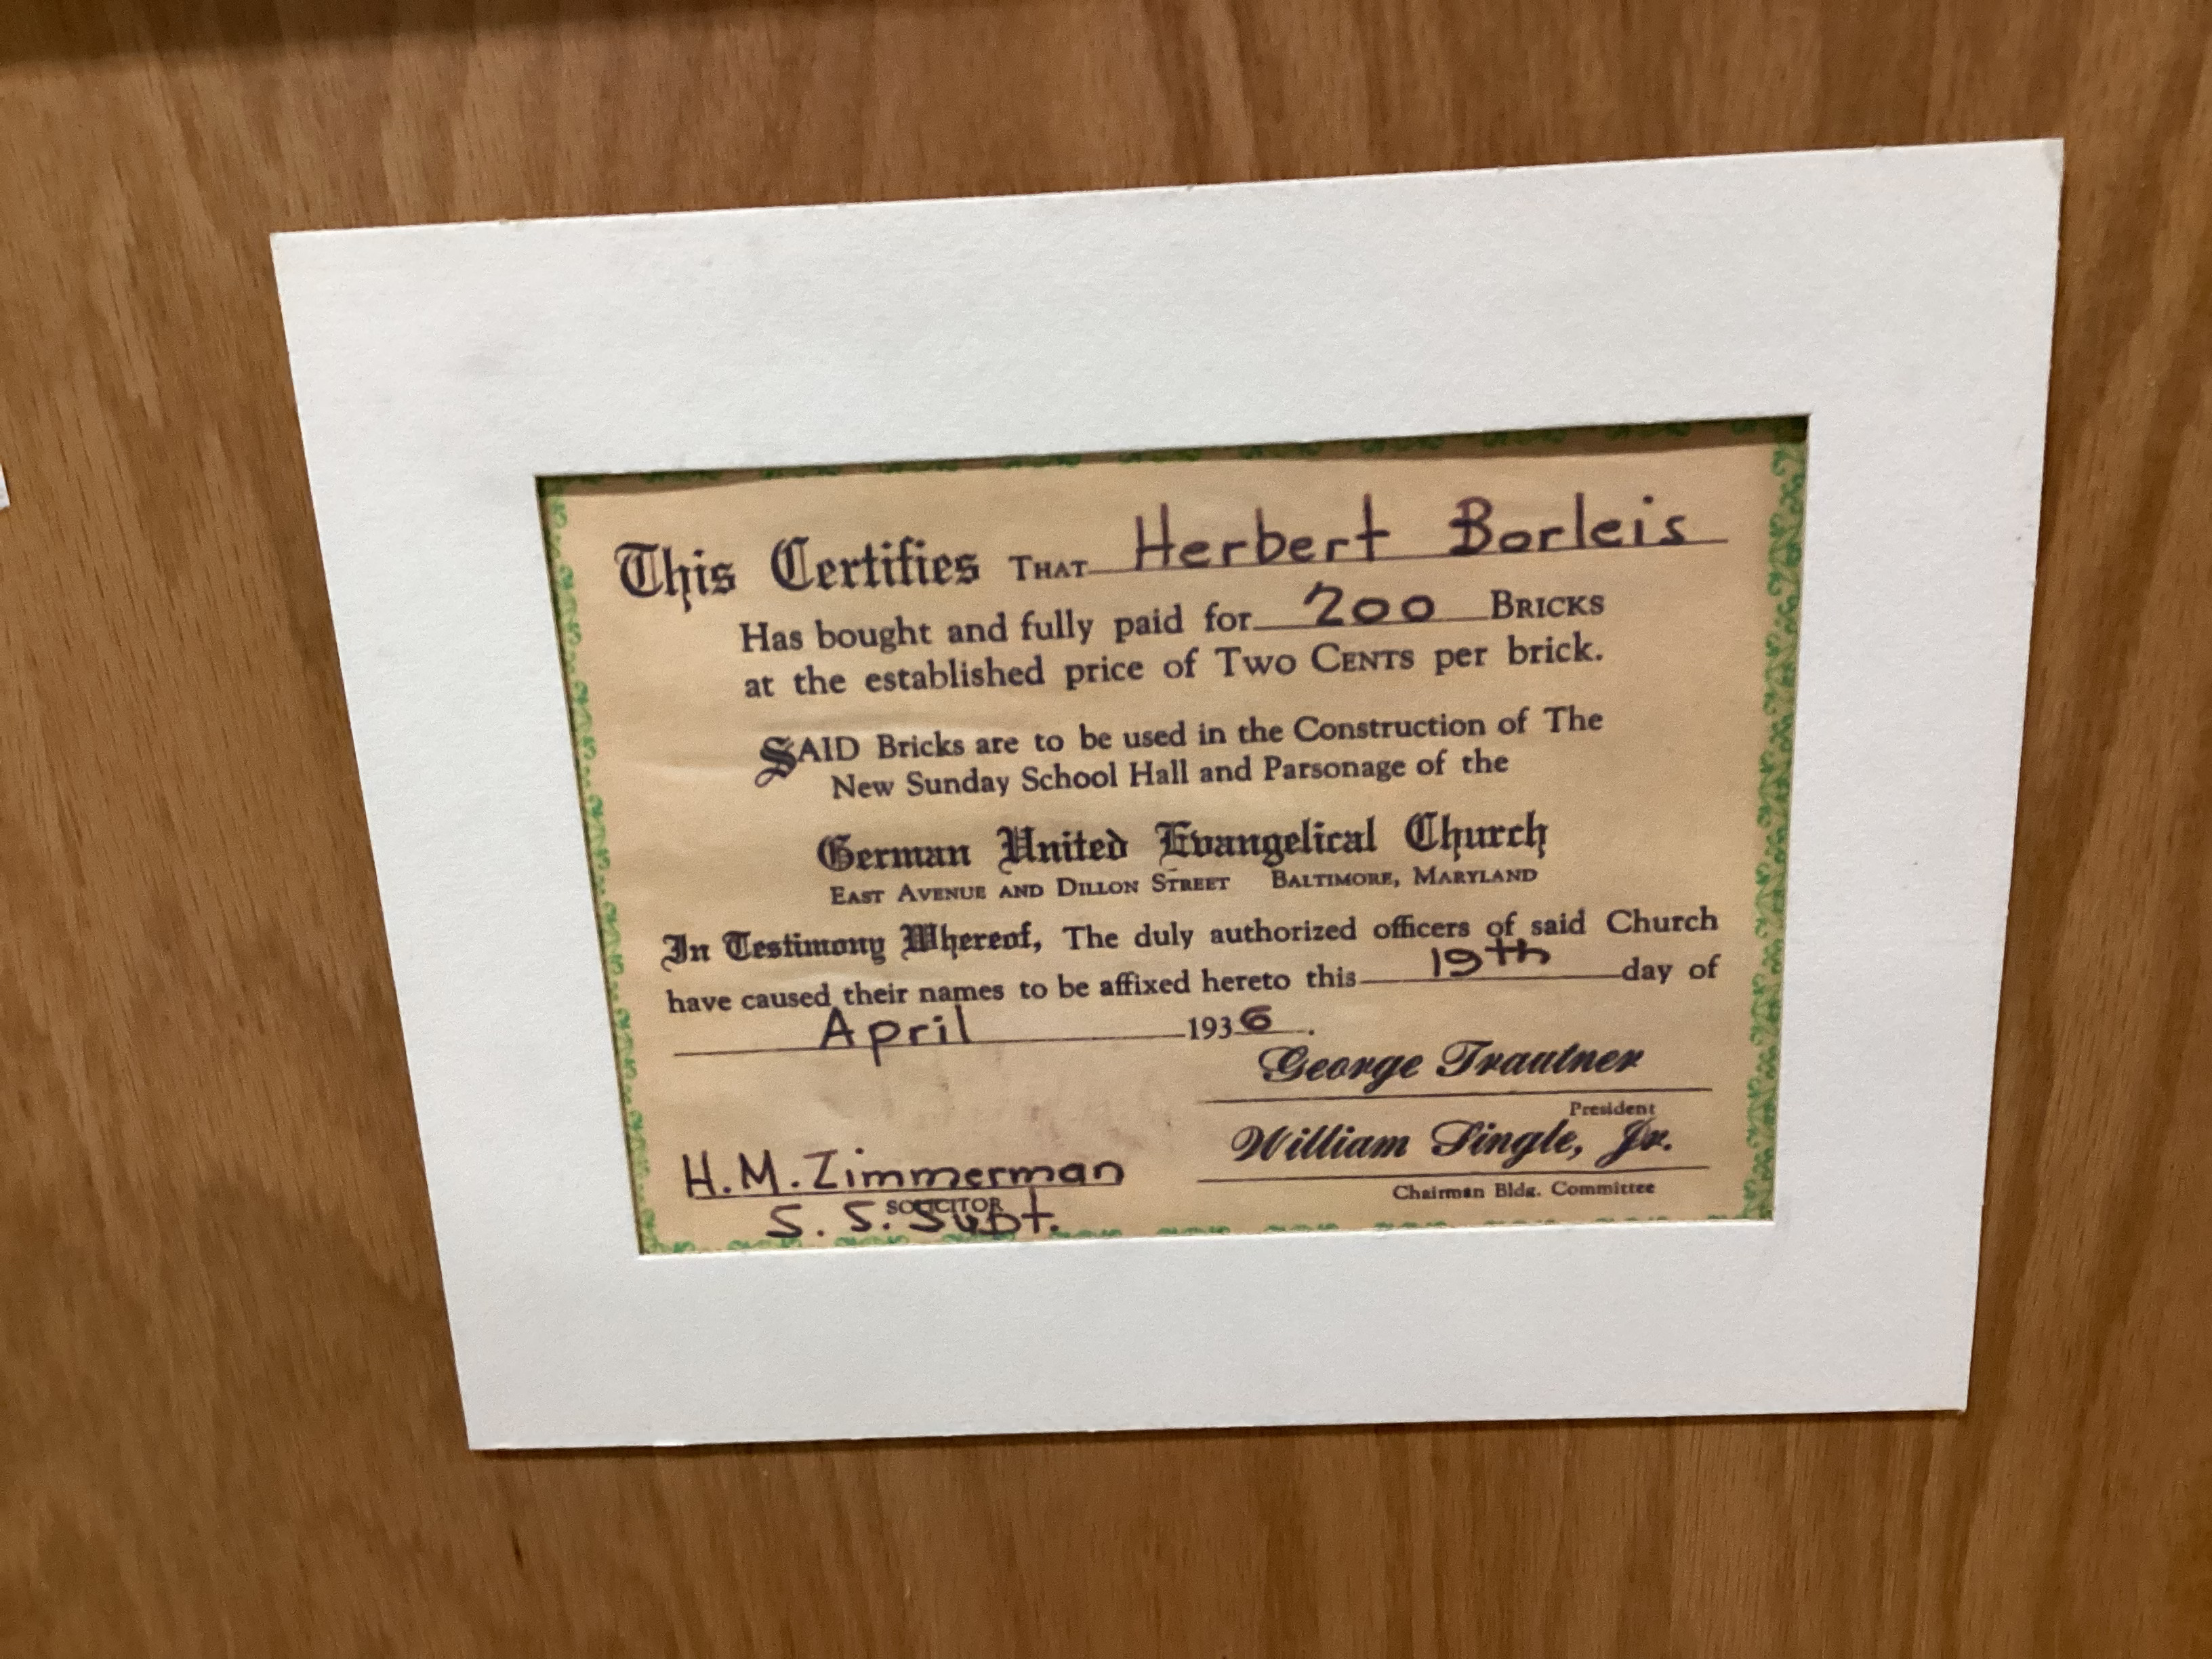 This Certifies THAT Herbert Borleis
Has bought and fully paid for 200 BRICKS
at the established price of TWO CENTS per brick.
SAID Bricks are to be used in the Construction of The
New Sunday School Hall and Parsonage of the
German United Evangelical Church
EAST AVENUE AND DILLON STREET BALTIMORE, MARYLAND
In Testimony Whereof, The duly authorized officers of said Church
have caused their names to be affixed hereto this 19th day of
April 1936.
George Trautner
President
William Single, Jr.
Chairman Bldg. Committee
H.M. Zimmerman
SOLICITOR
S. S. Supt.